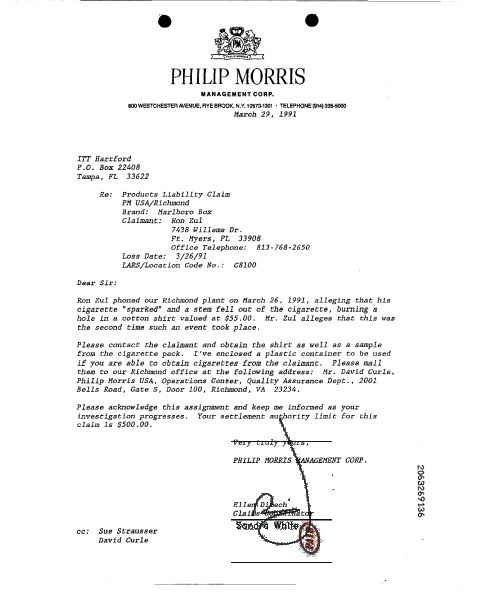 PM
PHILIP MORRIS
MANAGEMENT CORP.
800 WESTCHESTER AVENUE, RYE BROOK, N.Y. 10573-1301 · TELEPHONE (914) 335-5000
March 29, 1991
ITT Hartford
P.O. Box 22408
Tampa, FL 33622
Re: Products Liability Claim
PM USA/Richmond
Brand: Marlboro Box
Claimant: Ron Zul
7438 Willems Dr.
Ft. Myers, FL 33908
Office Telephone: 813-768-2650
Loss Date: 3/26/91
LARS/Location Code No.: C8100
Dear Sir:
Ron Zul phoned our Richmond plant on March 26, 1991, alleging that his
cigarette "sparked" and a stem fell out of the cigarette, burning a
hole in a cotton shirt valued at $55.00. Mr. Zul alleges that this was
the second time such an event took place.
Please contact the claimant and obtain the shirt as well as a sample
from the cigarette pack. I've enclosed a plastic container to be used
if you are able to obtain cigarettes from the claimant. Please mail
them to our Richmond office at the following address: Mr. David Curle,
Philip Morris USA, Operations Center, Quality Assurance Dept., 2001
Bells Road, Gate S, Door 100, Richmond, VA 23234.
Please acknowledge this assignment and keep me informed as your
investigation progresses. Your settlement authority limit for this
claim is $500.00.
Very truly yours,
PHILIP MORRIS MANAGEMENT CORP.
Ellen
Claims
Sandra White
cc: Sue Strausser
David Curle
2063269136